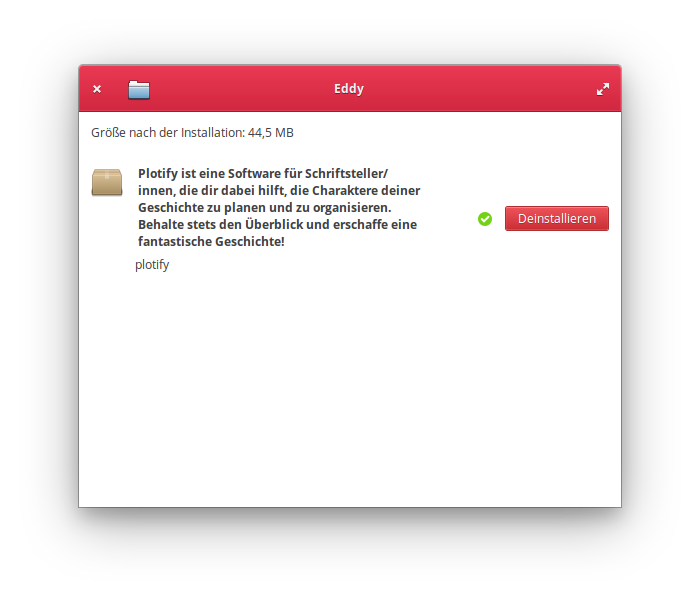 Eddy
Größe nach der Installation: 44,5 MB
Plotify ist eine Software für Schriftsteller/
innen, die dir dabei hilft, die Charaktere deiner
Geschichte zu planen und zu organisieren.
Behalte stets den Überblick und erschaffe eine
fantastische Geschichte!
Deinstallieren
plotify